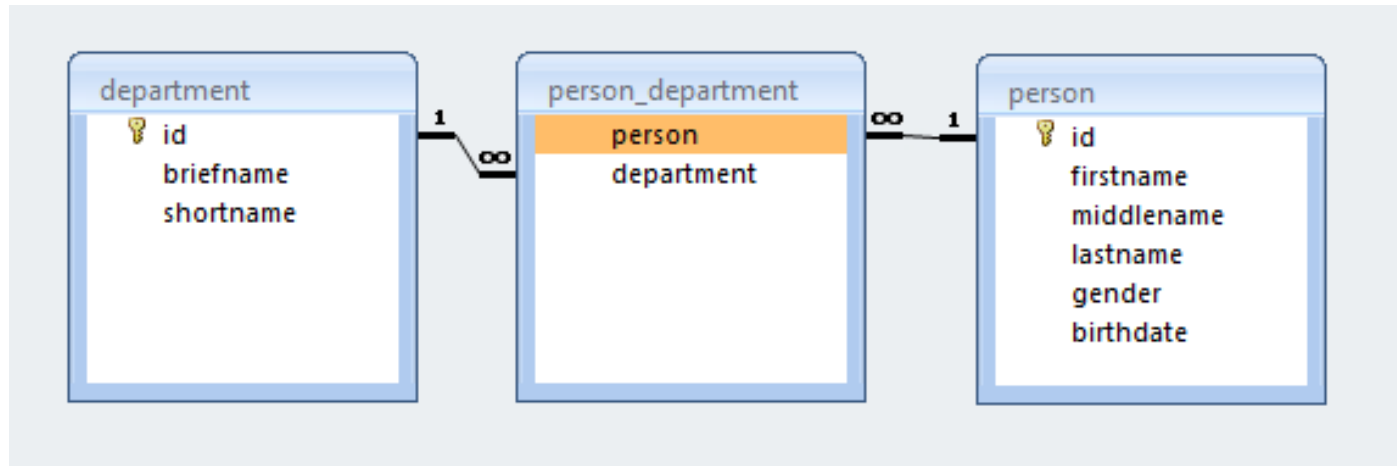 department
id
briefname
shortname
1
∞
person_department
person
department
∞
1
person
id
firstname
middlename
lastname
gender
birthdate